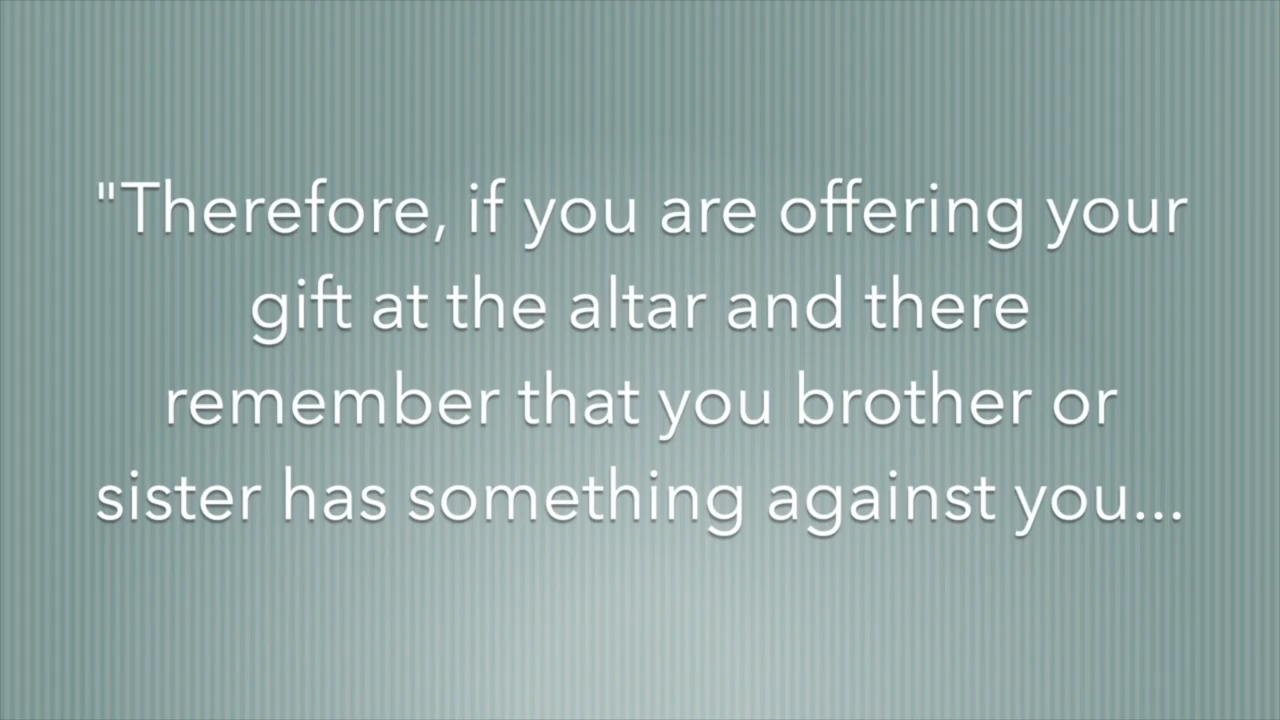 "Therefore, if you are offering your
gift at the altar and there
remember that you brother or
sister has something against you...